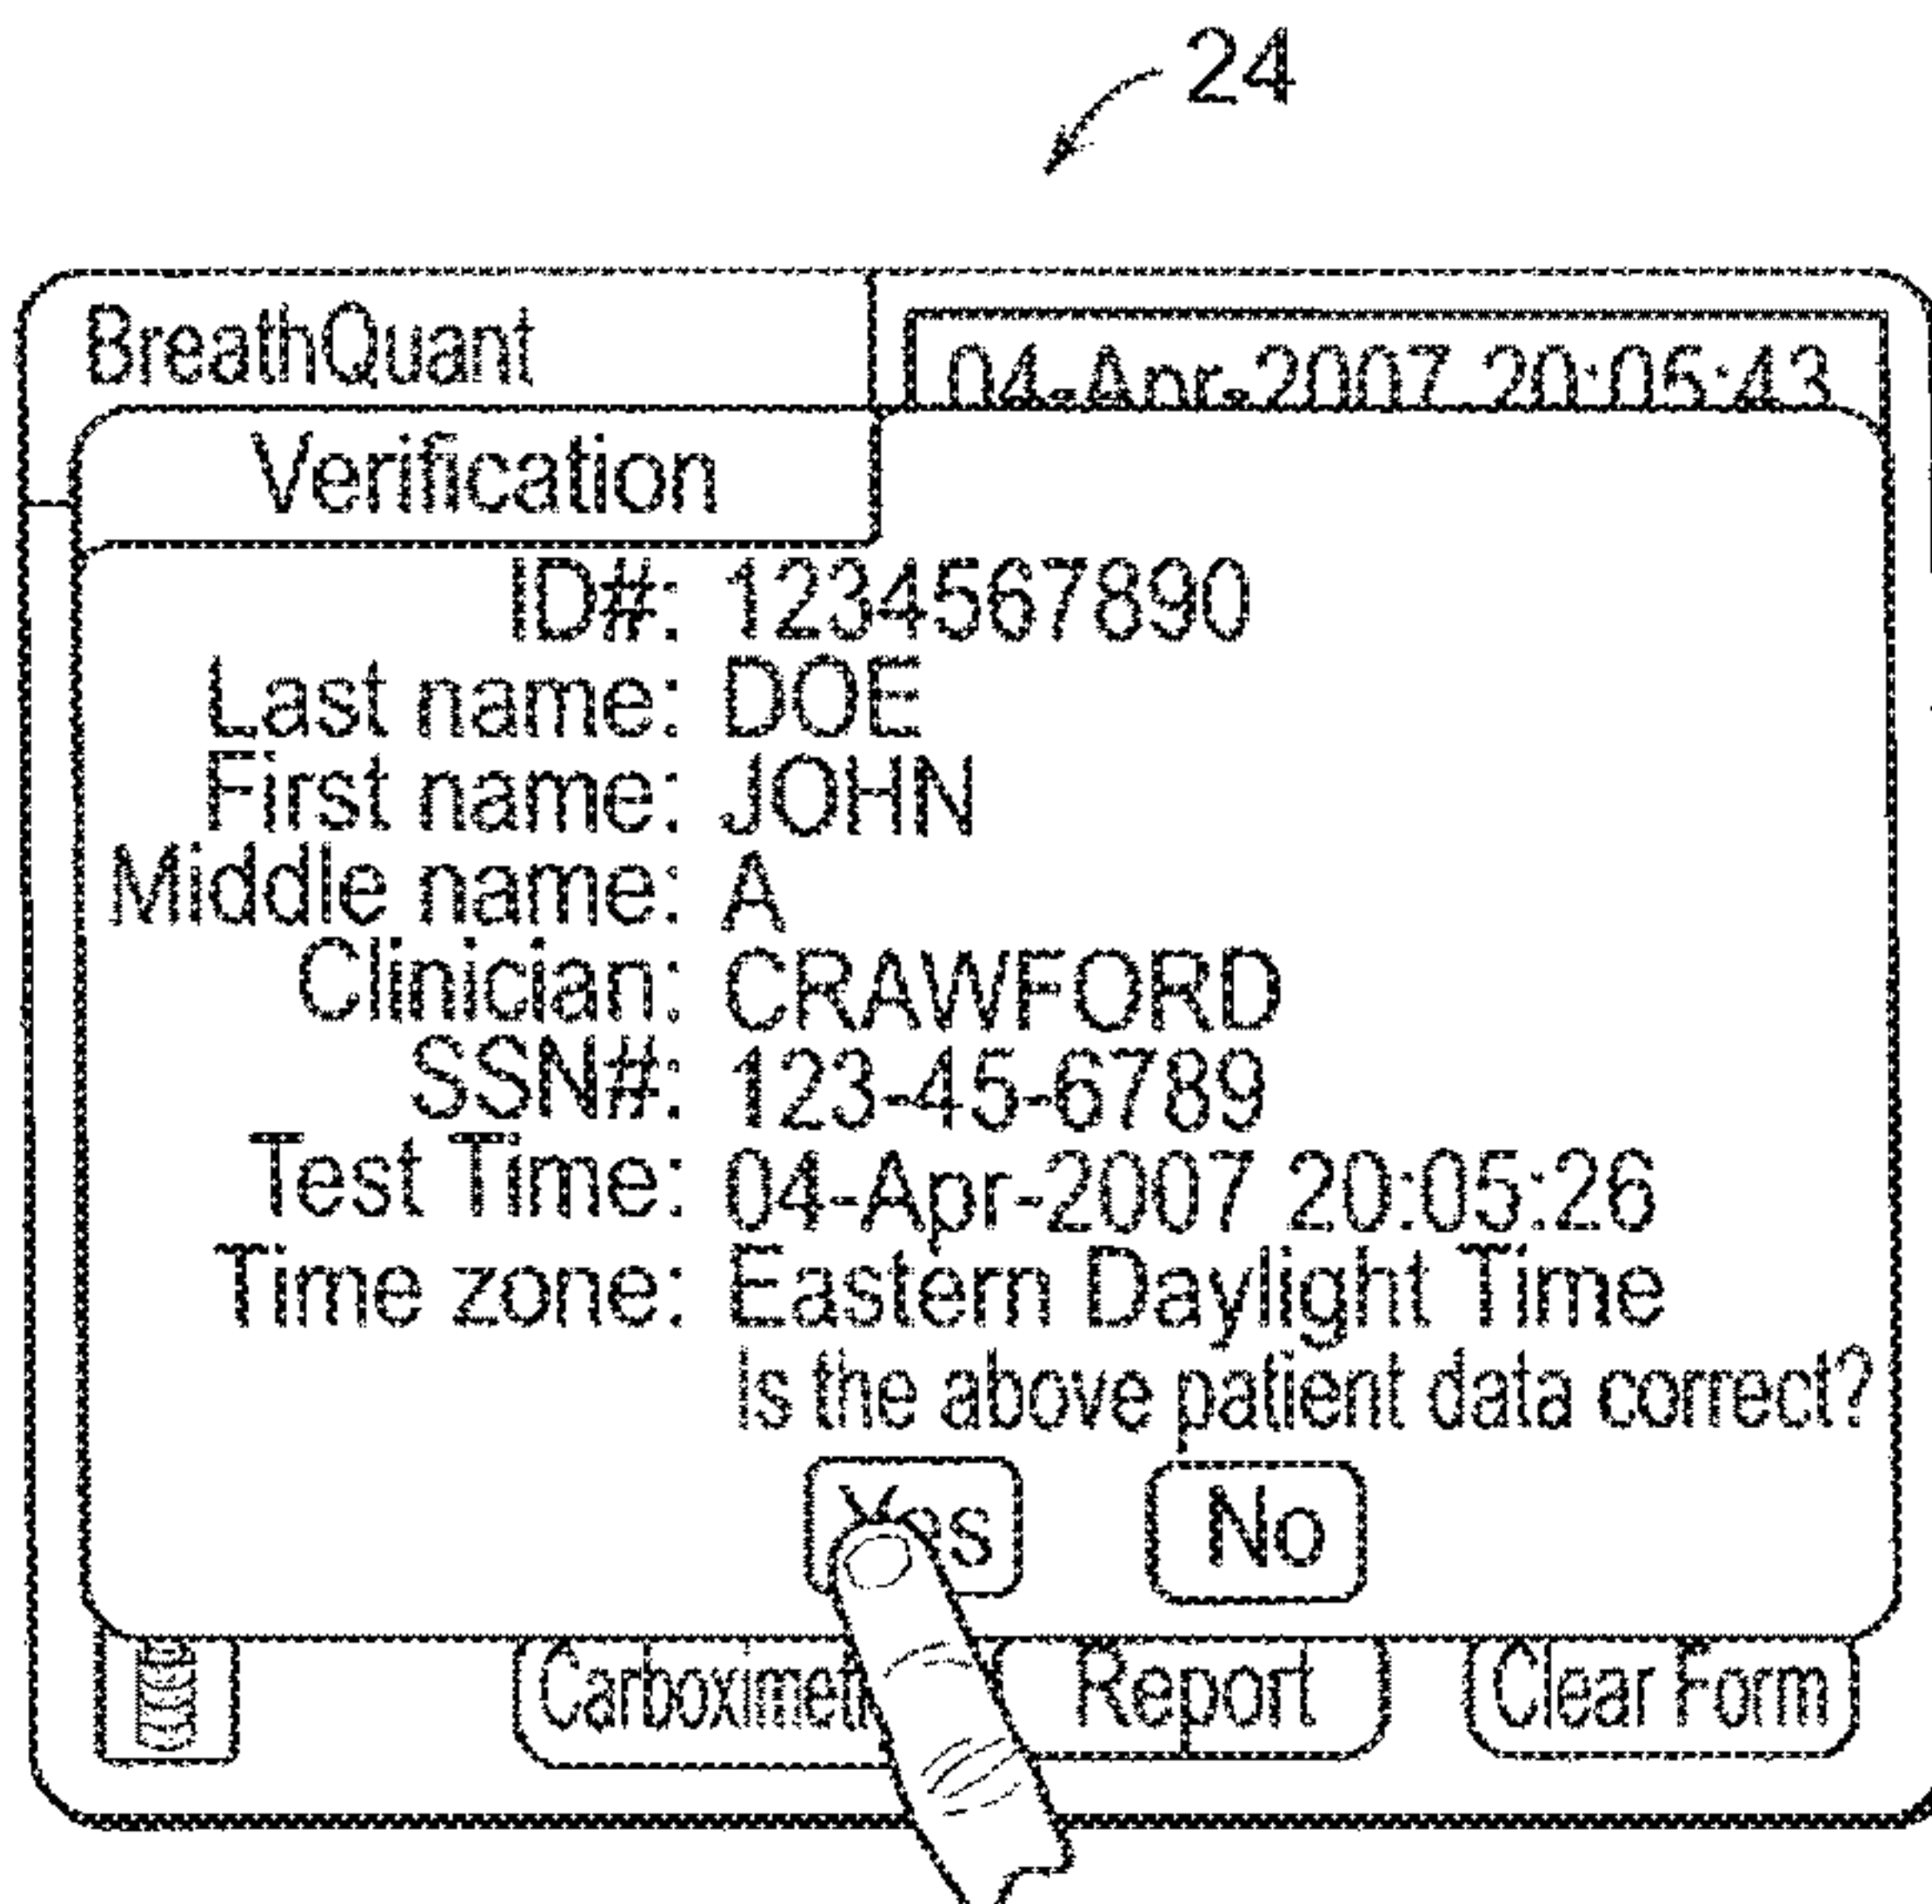 24
BreathQuant
04-Apr-2007 20:05:43
Verification
ID#: 1234567890
Last name: DOE
First name: JOHN
Middle name: A
Clinician: CRAWFORD
SSN#: 123-45-6789
Test Time: 04-Apr-2007 20:05:26
Time zone: Eastern Daylight Time
Is the above patient data correct?
Yes No
Report Clear Form